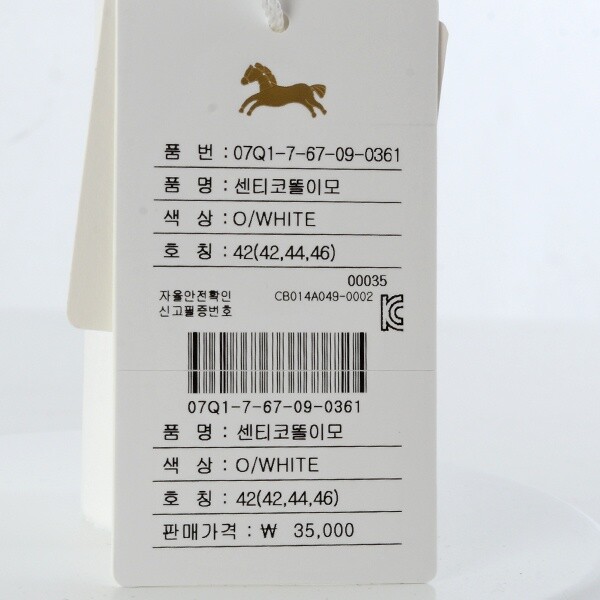 품 번 : 07Q1-7-67-09-0361
품 명 : 센티코똘이모
색 상 : O/WHITE
호 칭 : 42(42,44,46)
00035
자율안전확인 CB014A049-0002
신고필증번호
07Q1-7-67-09-0361
품 명 : 센티코똘이모
색 상 : O/WHITE
호 칭 : 42(42,44,46)
판매가격 : ₩ 35,000